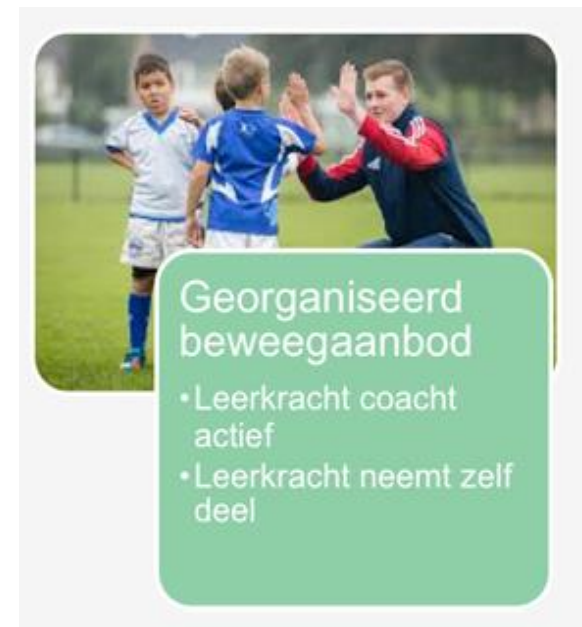 Georganiseerd
beweegaanbod
•Leerkracht coacht
actief
•Leerkracht neemt zelf
deel